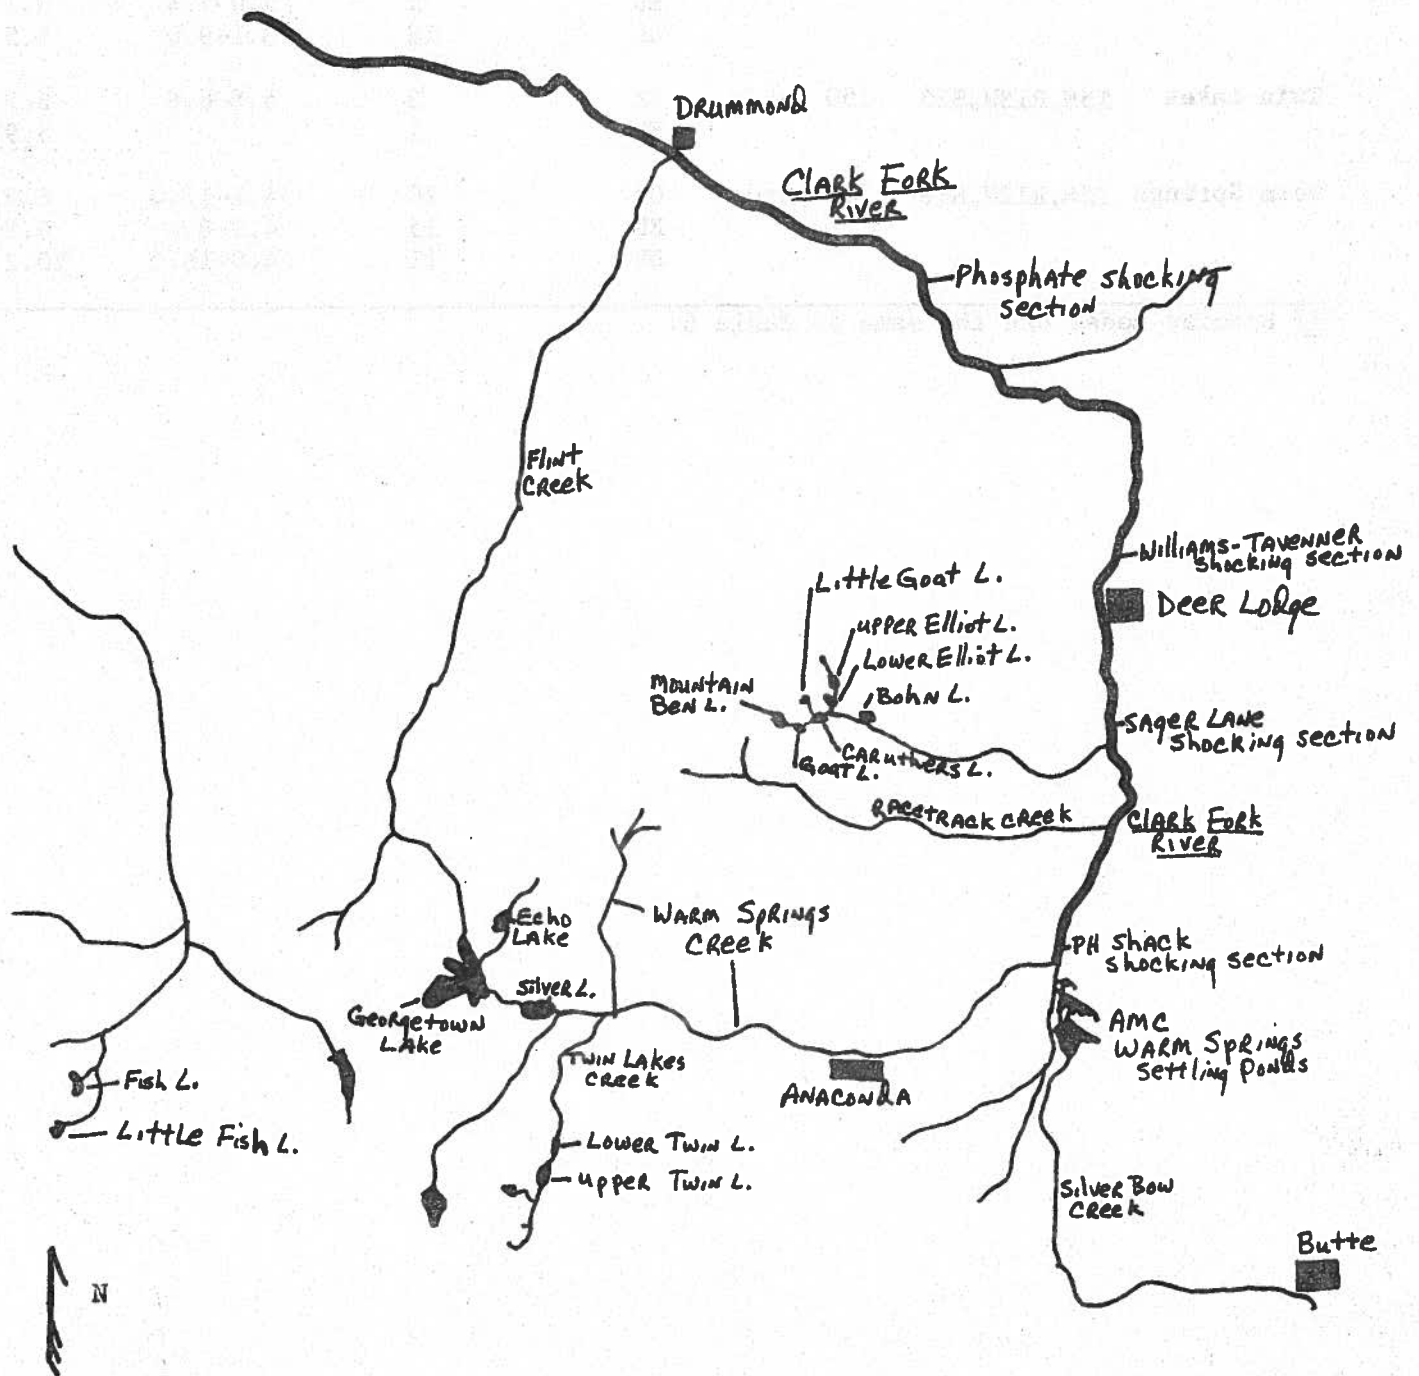 DRUMMOND
CLARK FORK
RIVER
Phosphate shocking
section
Flint
Creek
Williams-Tavenner
shocking section
Deer Lodge
Little Goat L.
upper Elliot L.
Lower Elliot L.
Bohn L.
Mountain
Ben L.
Sager Lane
shocking section
Caruthers L.
Goat L.
Racetrack Creek
CLARK FORK
RIVER
Echo
Lake
Warm Springs
Creek
PH Shack
shocking section
Silver L.
Georgetown
Lake
AMC
Warm Springs
settling Ponds
Twin Lakes
Creek
ANACONDA
Fish L.
Little Fish L.
Lower Twin L.
upper Twin L.
Silver Bow
Creek
Butte
N